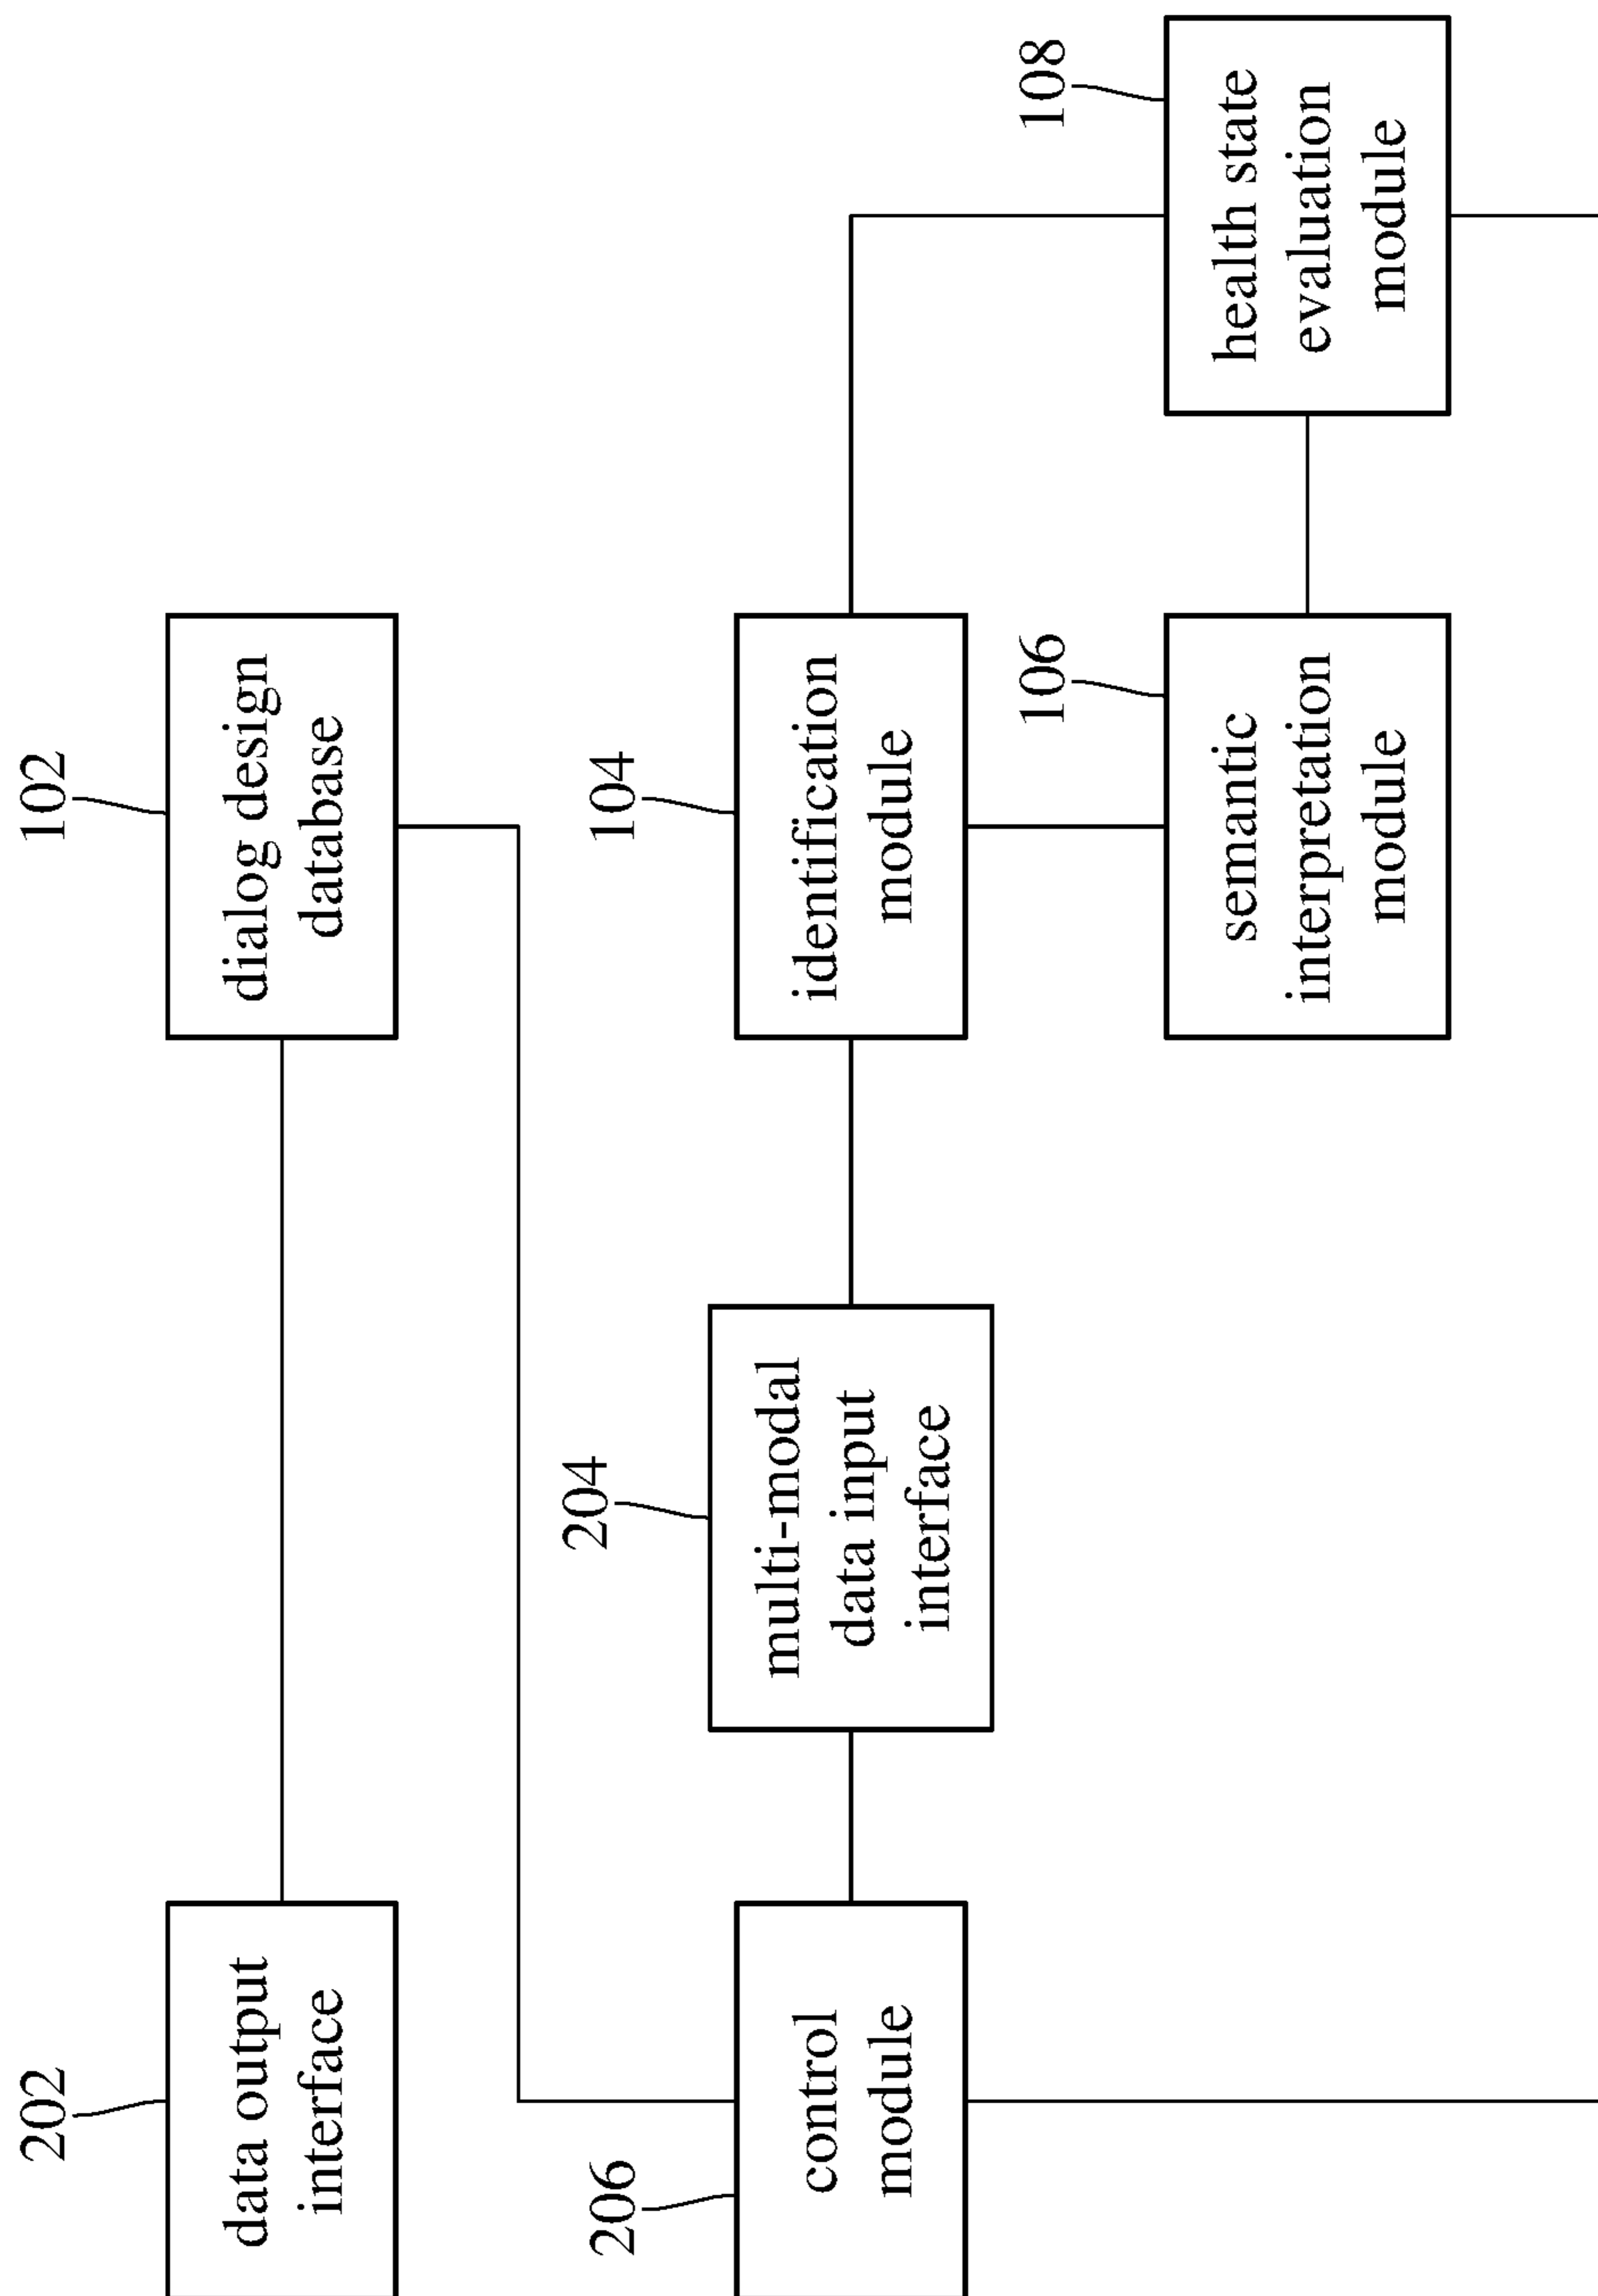 202
data output
interface
102
dialog design
database
206
control
module
204
multi-modal
data input
interface
104
identification
module
106
semantic
interpretation
module
108
health state
evaluation
module